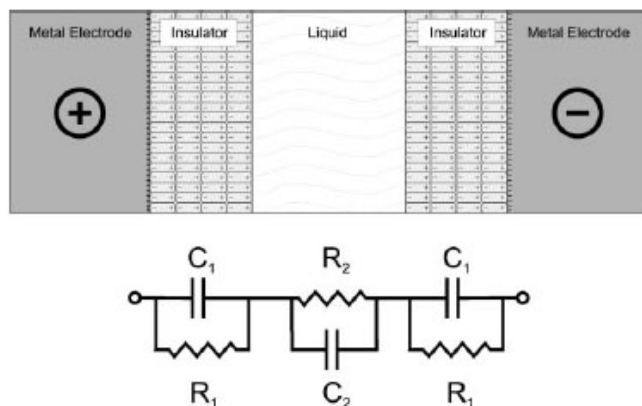 Metal Electrode Insulator Liquid Insulator Metal Electrode
+ −
C₁ R₂ C₁
R₁ C₂ R₁